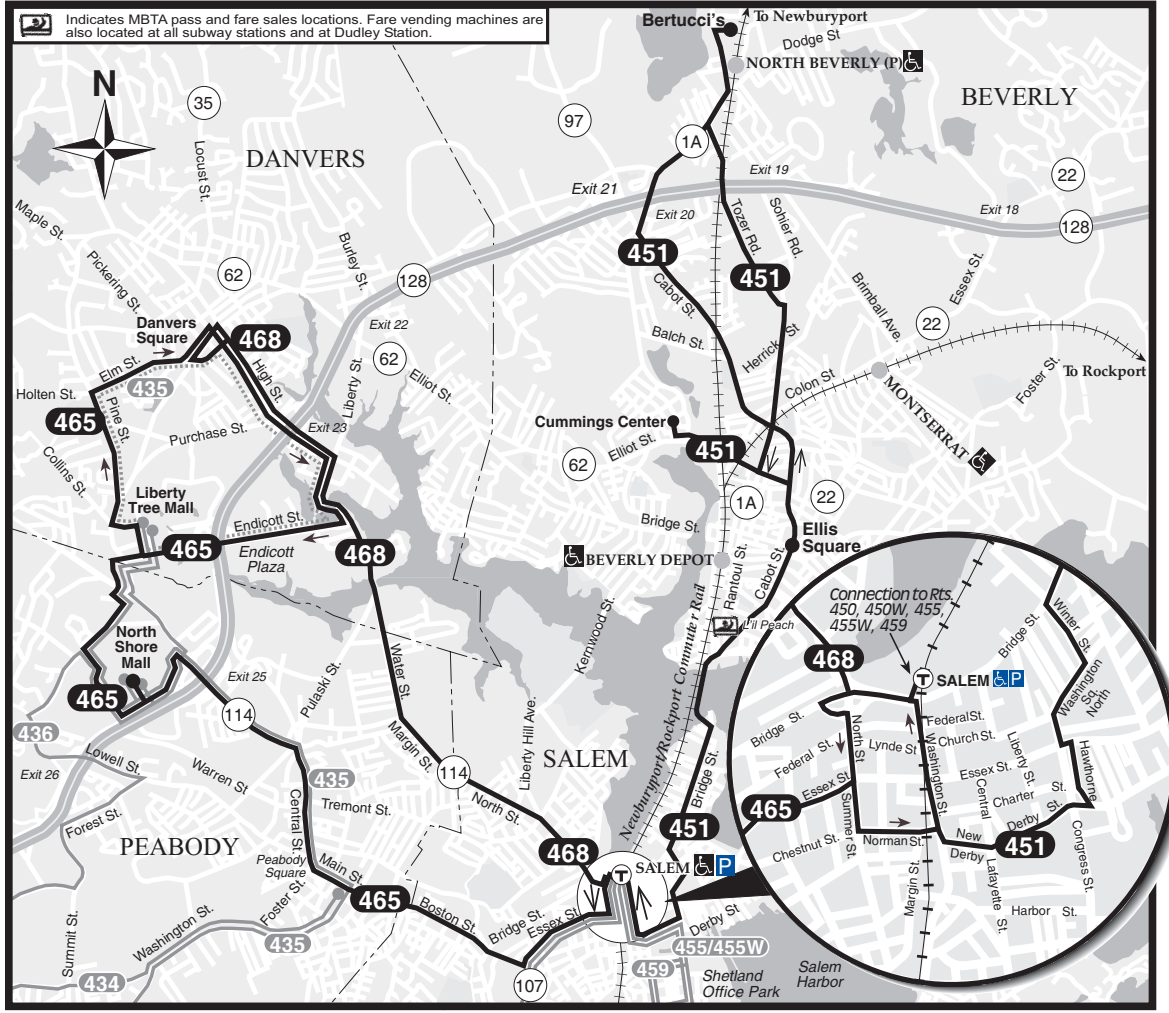 Indicates MBTA pass and fare sales locations. Fare vending machines are
also located at all subway stations and at Dudley Station.
N
35
Locust St.
DANVERS
97
Bertucci's
To Newburyport
Dodge St
NORTH BEVERLY (P)
BEVERLY
1A
22
Exit 21
Exit 19
Exit 20
Exit 18
128
Maple St.
Pickering St.
62
Burley St.
128
451
Tozer Rd.
Sohier Rd.
451
Cabot St.
Brimball Ave.
Essex St.
22
Danvers
Square
468
Exit 22
62
Balch St.
Herrick St
Elm St.
435
High St.
Liberty St.
Elliot St.
Colon St
To Rockport
Foster St.
MONTSERRAT
Holten St.
465
Pine St.
Purchase St.
Exit 23
Collins St.
Cummings Center
Elliot St.
451
62
1A
22
Liberty
Tree Mall
Endicott St.
465
Endicott
Plaza
468
Bridge St.
Ellis
Square
BEVERLY DEPOT
Rantoul St.
Cabot St.
L'il Peach
Kernwood St.
Newburyport/Rockport Commuter Rail
North
Shore
Mall
465
Exit 25
114
Pulaski St.
Water St.
Margin St.
114
North St.
Liberty Hill Ave.
SALEM
Bridge St.
451
436
Exit 26
Lowell St.
Warren St.
435
Tremont St.
Central St.
Forest St.
PEABODY
Peabody
Square
Main St.
Foster St.
465
Boston St.
468
T
SALEM P
Bridge St.
Essex St.
Derby St
455/455W
459
107
Shetland
Office Park
Salem
Harbor
Summit St.
Washington St.
435
434
Connection to Rts.
450, 450W, 455,
455W, 459
468
T
SALEM P
Bridge St.
Winter St.
Washington
Sq.
North
Bridge St.
Federal St.
North St
Lynde St.
Federal St.
Church St.
Washington St.
Essex St.
Liberty St.
Central
Charter St.
Hawthorne
465
Essex St.
Summer St.
Norman St.
New
Derby
Derby St.
451
Chestnut St.
Margin St.
Lafayette St.
Congress St.
Harbor St.